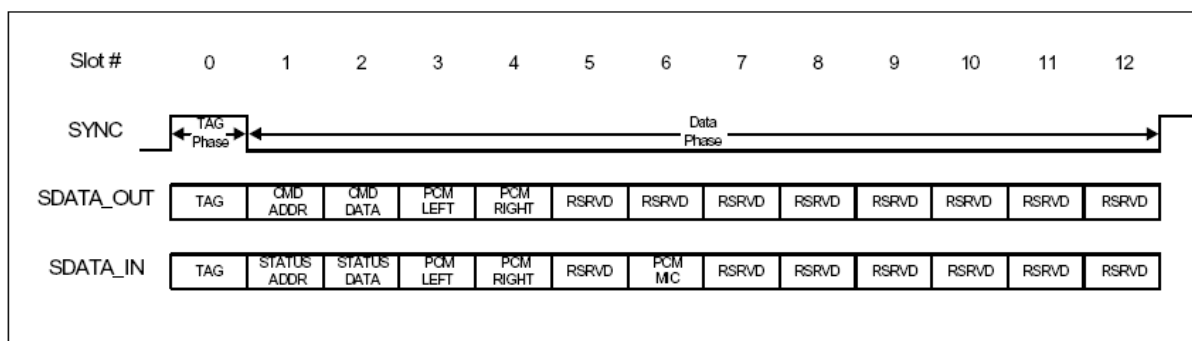 Slot # 0 1 2 3 4 5 6 7 8 9 10 11 12
SYNC TAG Phase Data Phase
SDATA_OUT TAG CMD ADDR CMD DATA PCM LEFT PCM RIGHT RSRVD RSRVD RSRVD RSRVD RSRVD RSRVD RSRVD RSRVD
SDATA_IN TAG STATUS ADDR STATUS DATA PCM LEFT PCM RIGHT RSRVD PCM MIC RSRVD RSRVD RSRVD RSRVD RSRVD RSRVD